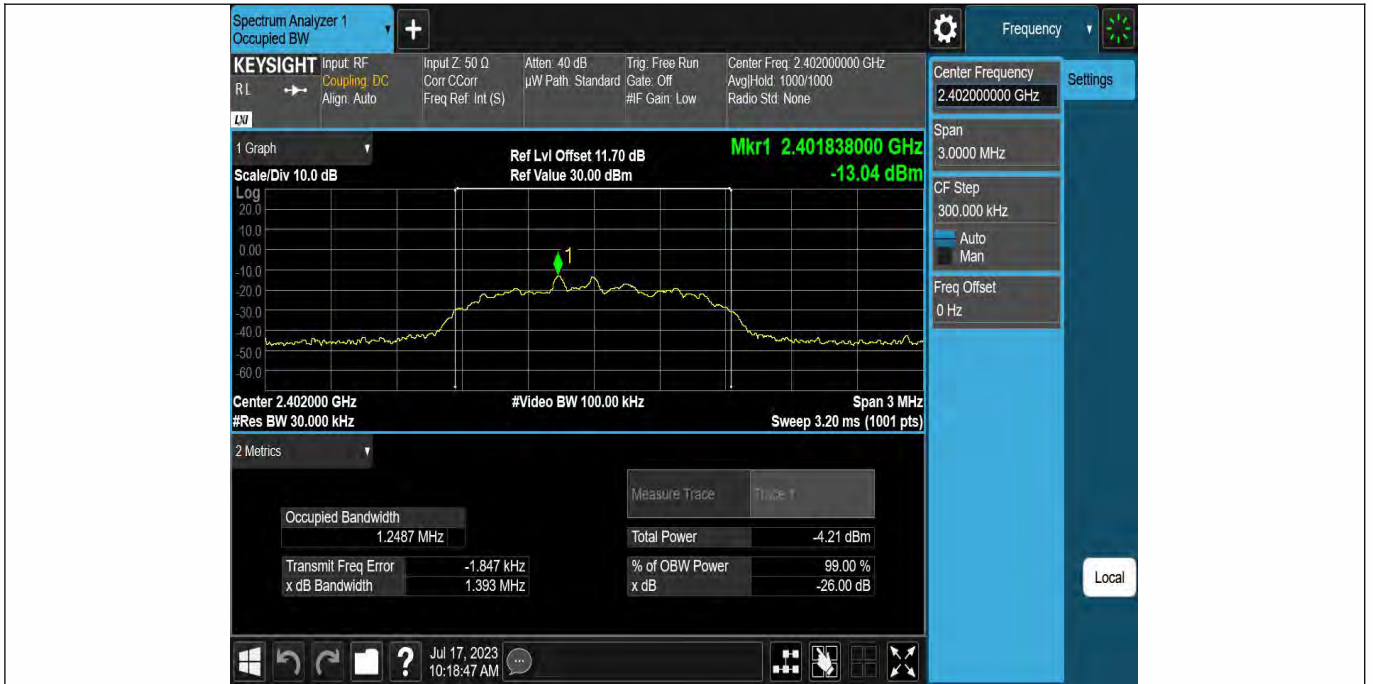 Spectrum Analyzer 1
Occupied BW
+
Frequency
KEYSIGHT
R L
LXI
Input: RF
Coupling: DC
Align: Auto
Input Z: 50 Ω
Corr CCorr
Freq Ref: Int (S)
Atten: 40 dB
µW Path: Standard
Trig: Free Run
Gate: Off
#IF Gain: Low
Center Freq: 2.402000000 GHz
Avg|Hold: 1000/1000
Radio Std: None
Center Frequency
2.402000000 GHz
Settings
Span
3.0000 MHz
CF Step
300.000 kHz
Auto
Man
Freq Offset
0 Hz
Local
1 Graph
Scale/Div 10.0 dB
Ref Lvl Offset 11.70 dB
Ref Value 30.00 dBm
Mkr1 2.401838000 GHz
-13.04 dBm
Log
20.0
10.0
0.00
-10.0
-20.0
-30.0
-40.0
-50.0
-60.0
1
Center 2.402000 GHz
#Video BW 100.00 kHz
Span 3 MHz
#Res BW 30.000 kHz
Sweep 3.20 ms (1001 pts)
2 Metrics
Measure Trace
Trace 1
Occupied Bandwidth
1.2487 MHz
Total Power
-4.21 dBm
Transmit Freq Error
-1.847 kHz
% of OBW Power
99.00 %
x dB Bandwidth
1.393 MHz
x dB
-26.00 dB
?
Jul 17, 2023
10:18:47 AM